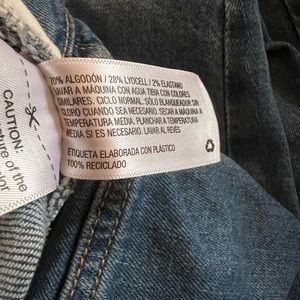 70% ALGODÓN / 28% LYOCELL / 2% ELASTANO
LAVAR A MÁQUINA CON AGUA TIBIA CON COLORES
SIMILARES. CICLO NORMAL. SÓLO BLANQUEADOR SIN
CLORO CUANDO SEA NECESARIO. SECAR A MÁQUINA A
TEMPERATURA MEDIA. PLANCHAR A TEMPERATURA
MEDIA SI ES NECESARIO. LAVAR AL REVÉS
ETIQUETA ELABORADA CON PLÁSTICO
100% RECICLADO
CAUTION:
of the